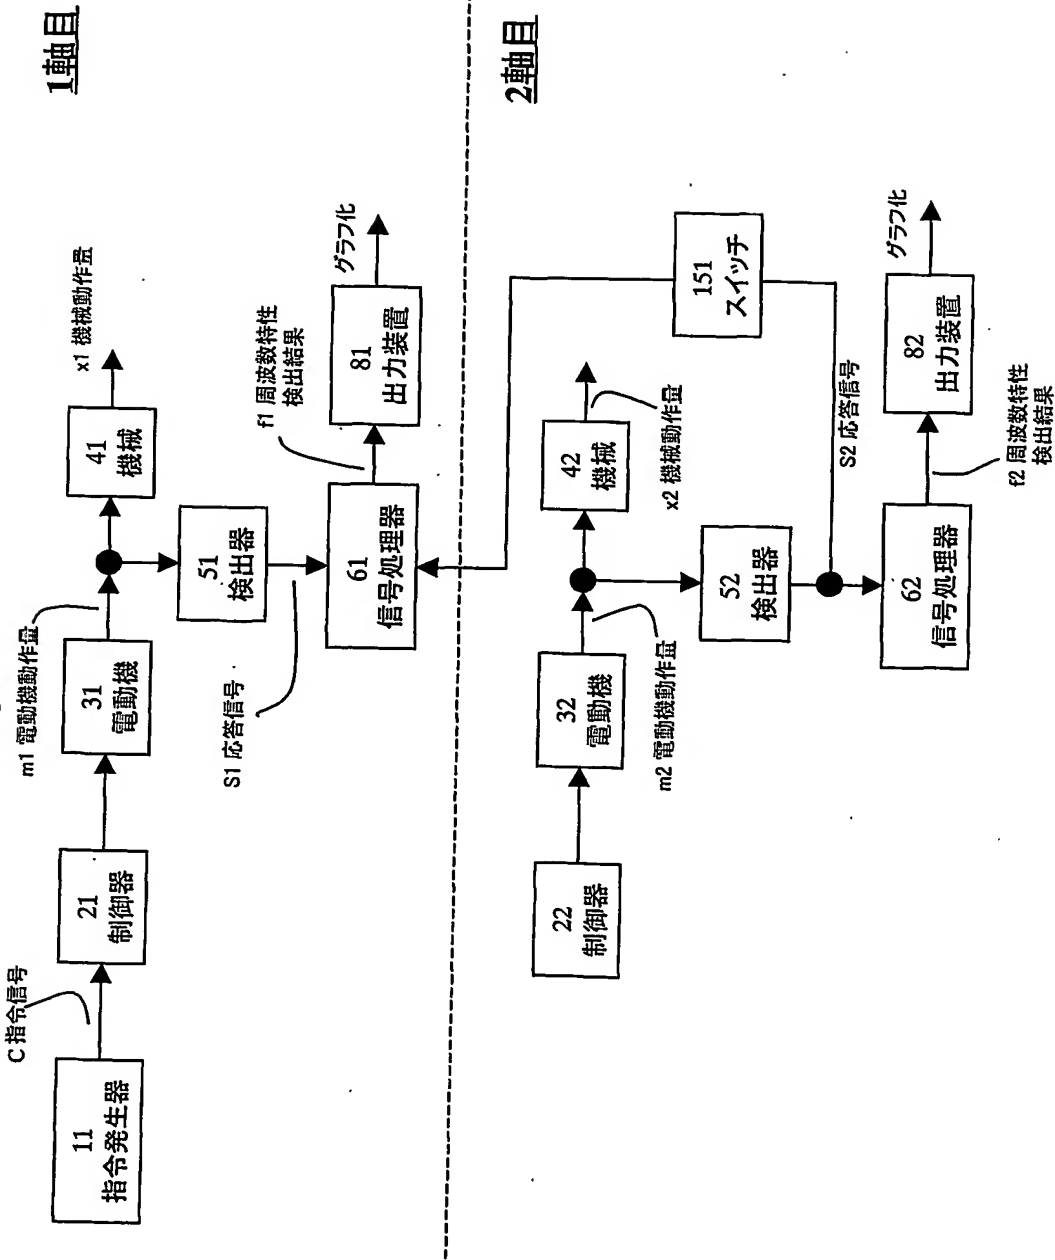 1軸目
C 指令信号
11
指令発生器
21
制御器
m1 電動機動作量
31
電動機
41
機械
x1 機械動作量
51
検出器
S1 応答信号
61
信号処理器
f1 周波数特性
検出結果
81
出力装置
グラフ化
2軸目
22
制御器
32
電動機
m2 電動機動作量
42
機械
x2 機械動作量
52
検出器
151
スイッチ
S2 応答信号
62
信号処理器
f2 周波数特性
検出結果
82
出力装置
グラフ化